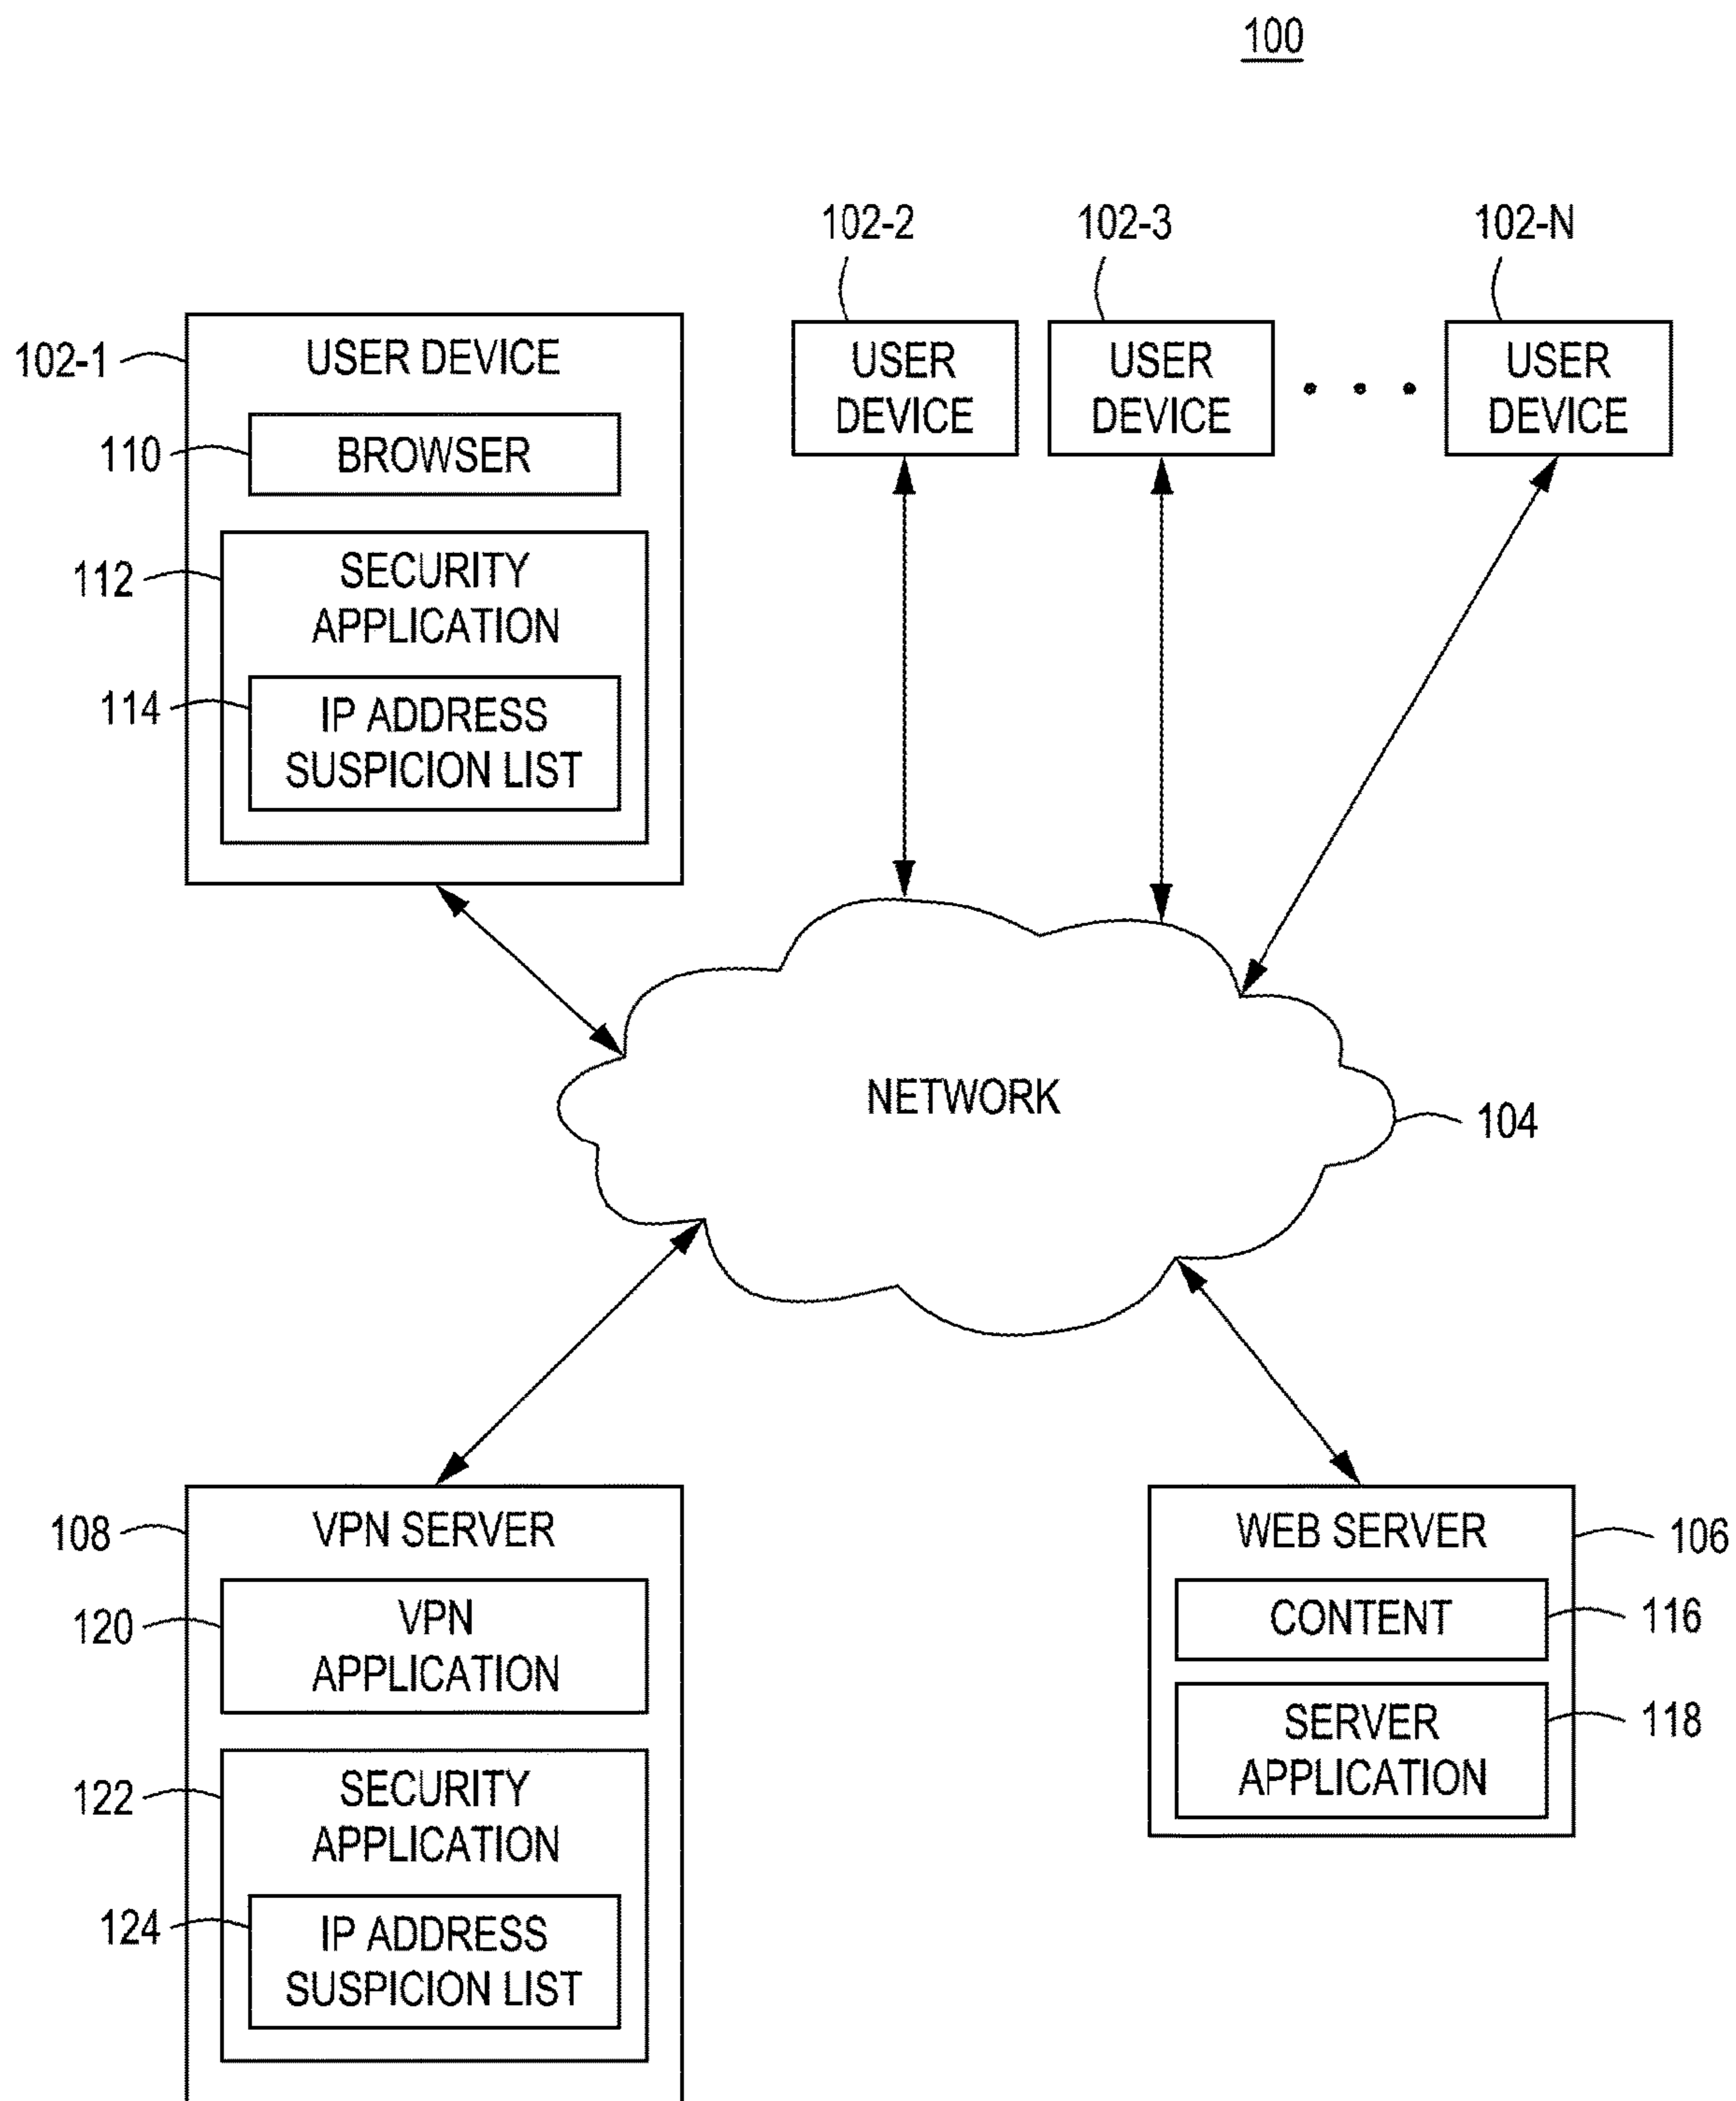 100
102-2
102-3
102-N
102-1
USER DEVICE
USER
DEVICE
USER
DEVICE
USER
DEVICE
110
BROWSER
112
SECURITY
APPLICATION
114
IP ADDRESS
SUSPICION LIST
NETWORK
104
108
VPN SERVER
120
VPN
APPLICATION
122
SECURITY
APPLICATION
124
IP ADDRESS
SUSPICION LIST
WEB SERVER
106
CONTENT
116
SERVER
APPLICATION
118